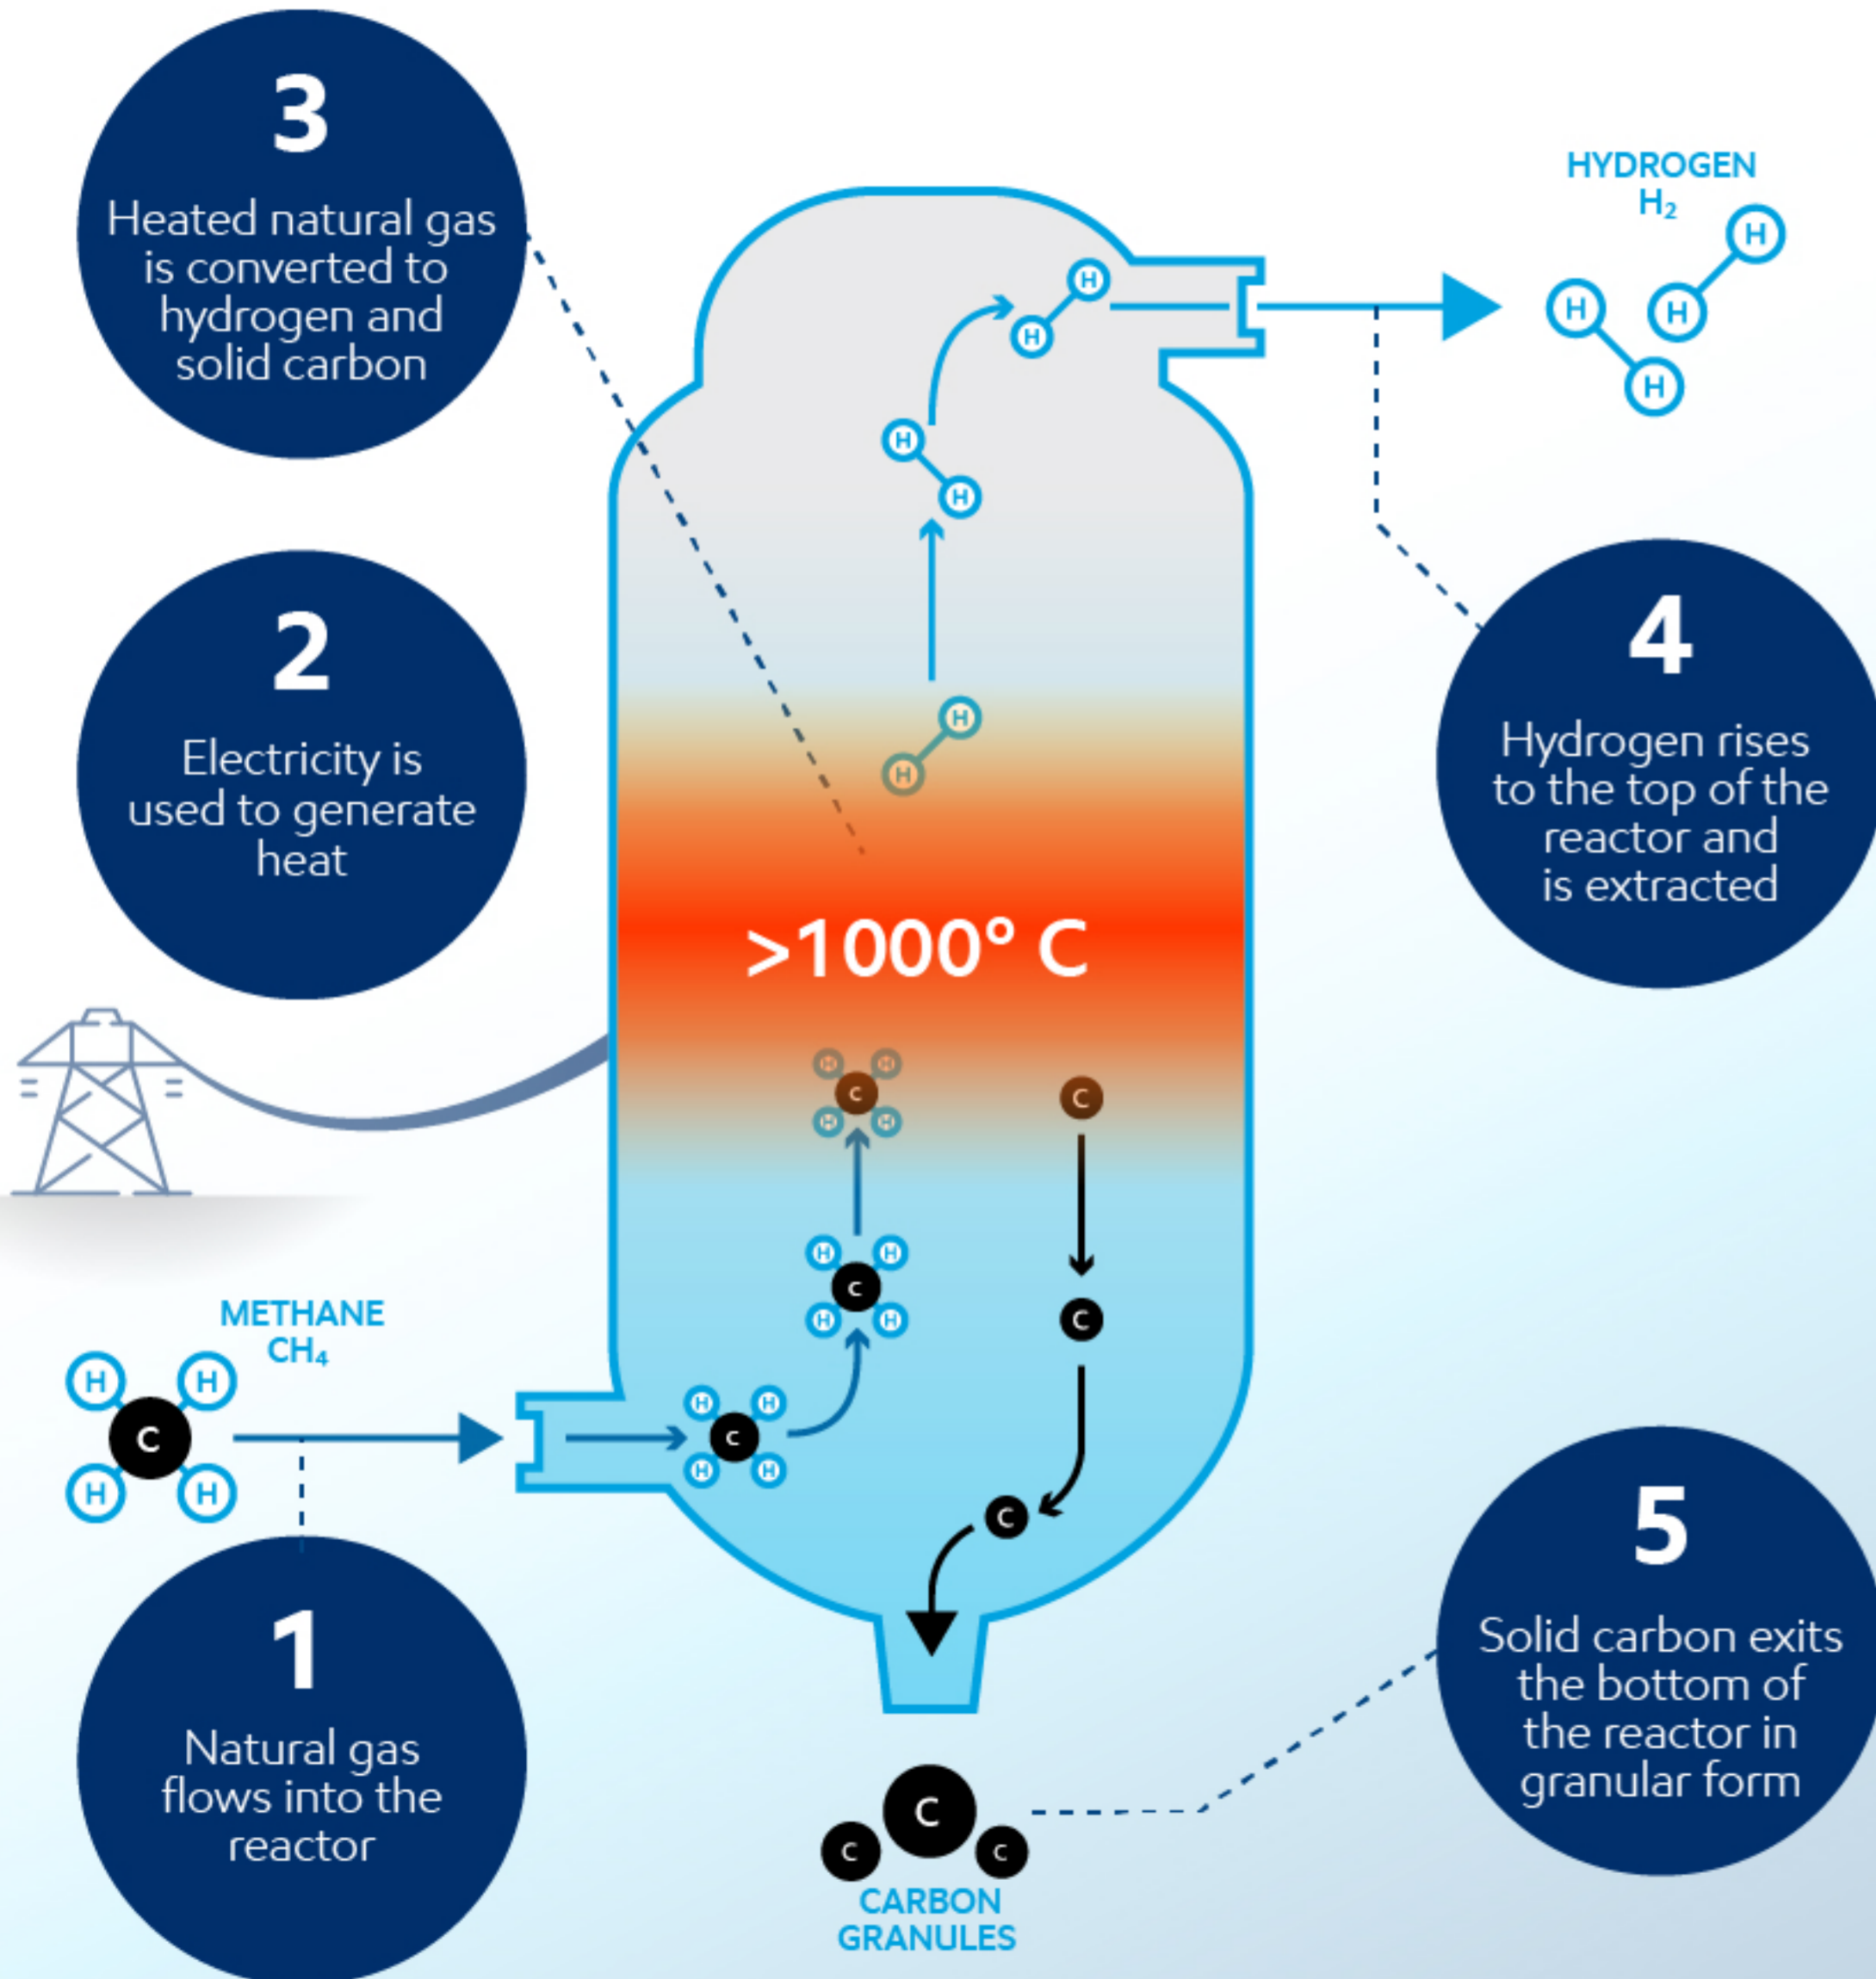 3
Heated natural gas
is converted to
hydrogen and
solid carbon
2
Electricity is
used to generate
heat
METHANE
CH₄
H
H
C
H
H
1
Natural gas
flows into the
reactor
H
H
H
H
H
H
>1000° C
H
H
C
H
H
C
H
H
C
H
H
C
H
H
C
H
H
C
C
C
C
CARBON
GRANULES
HYDROGEN
H₂
H
H
H
H
4
Hydrogen rises
to the top of the
reactor and
is extracted
5
Solid carbon exits
the bottom of
the reactor in
granular form